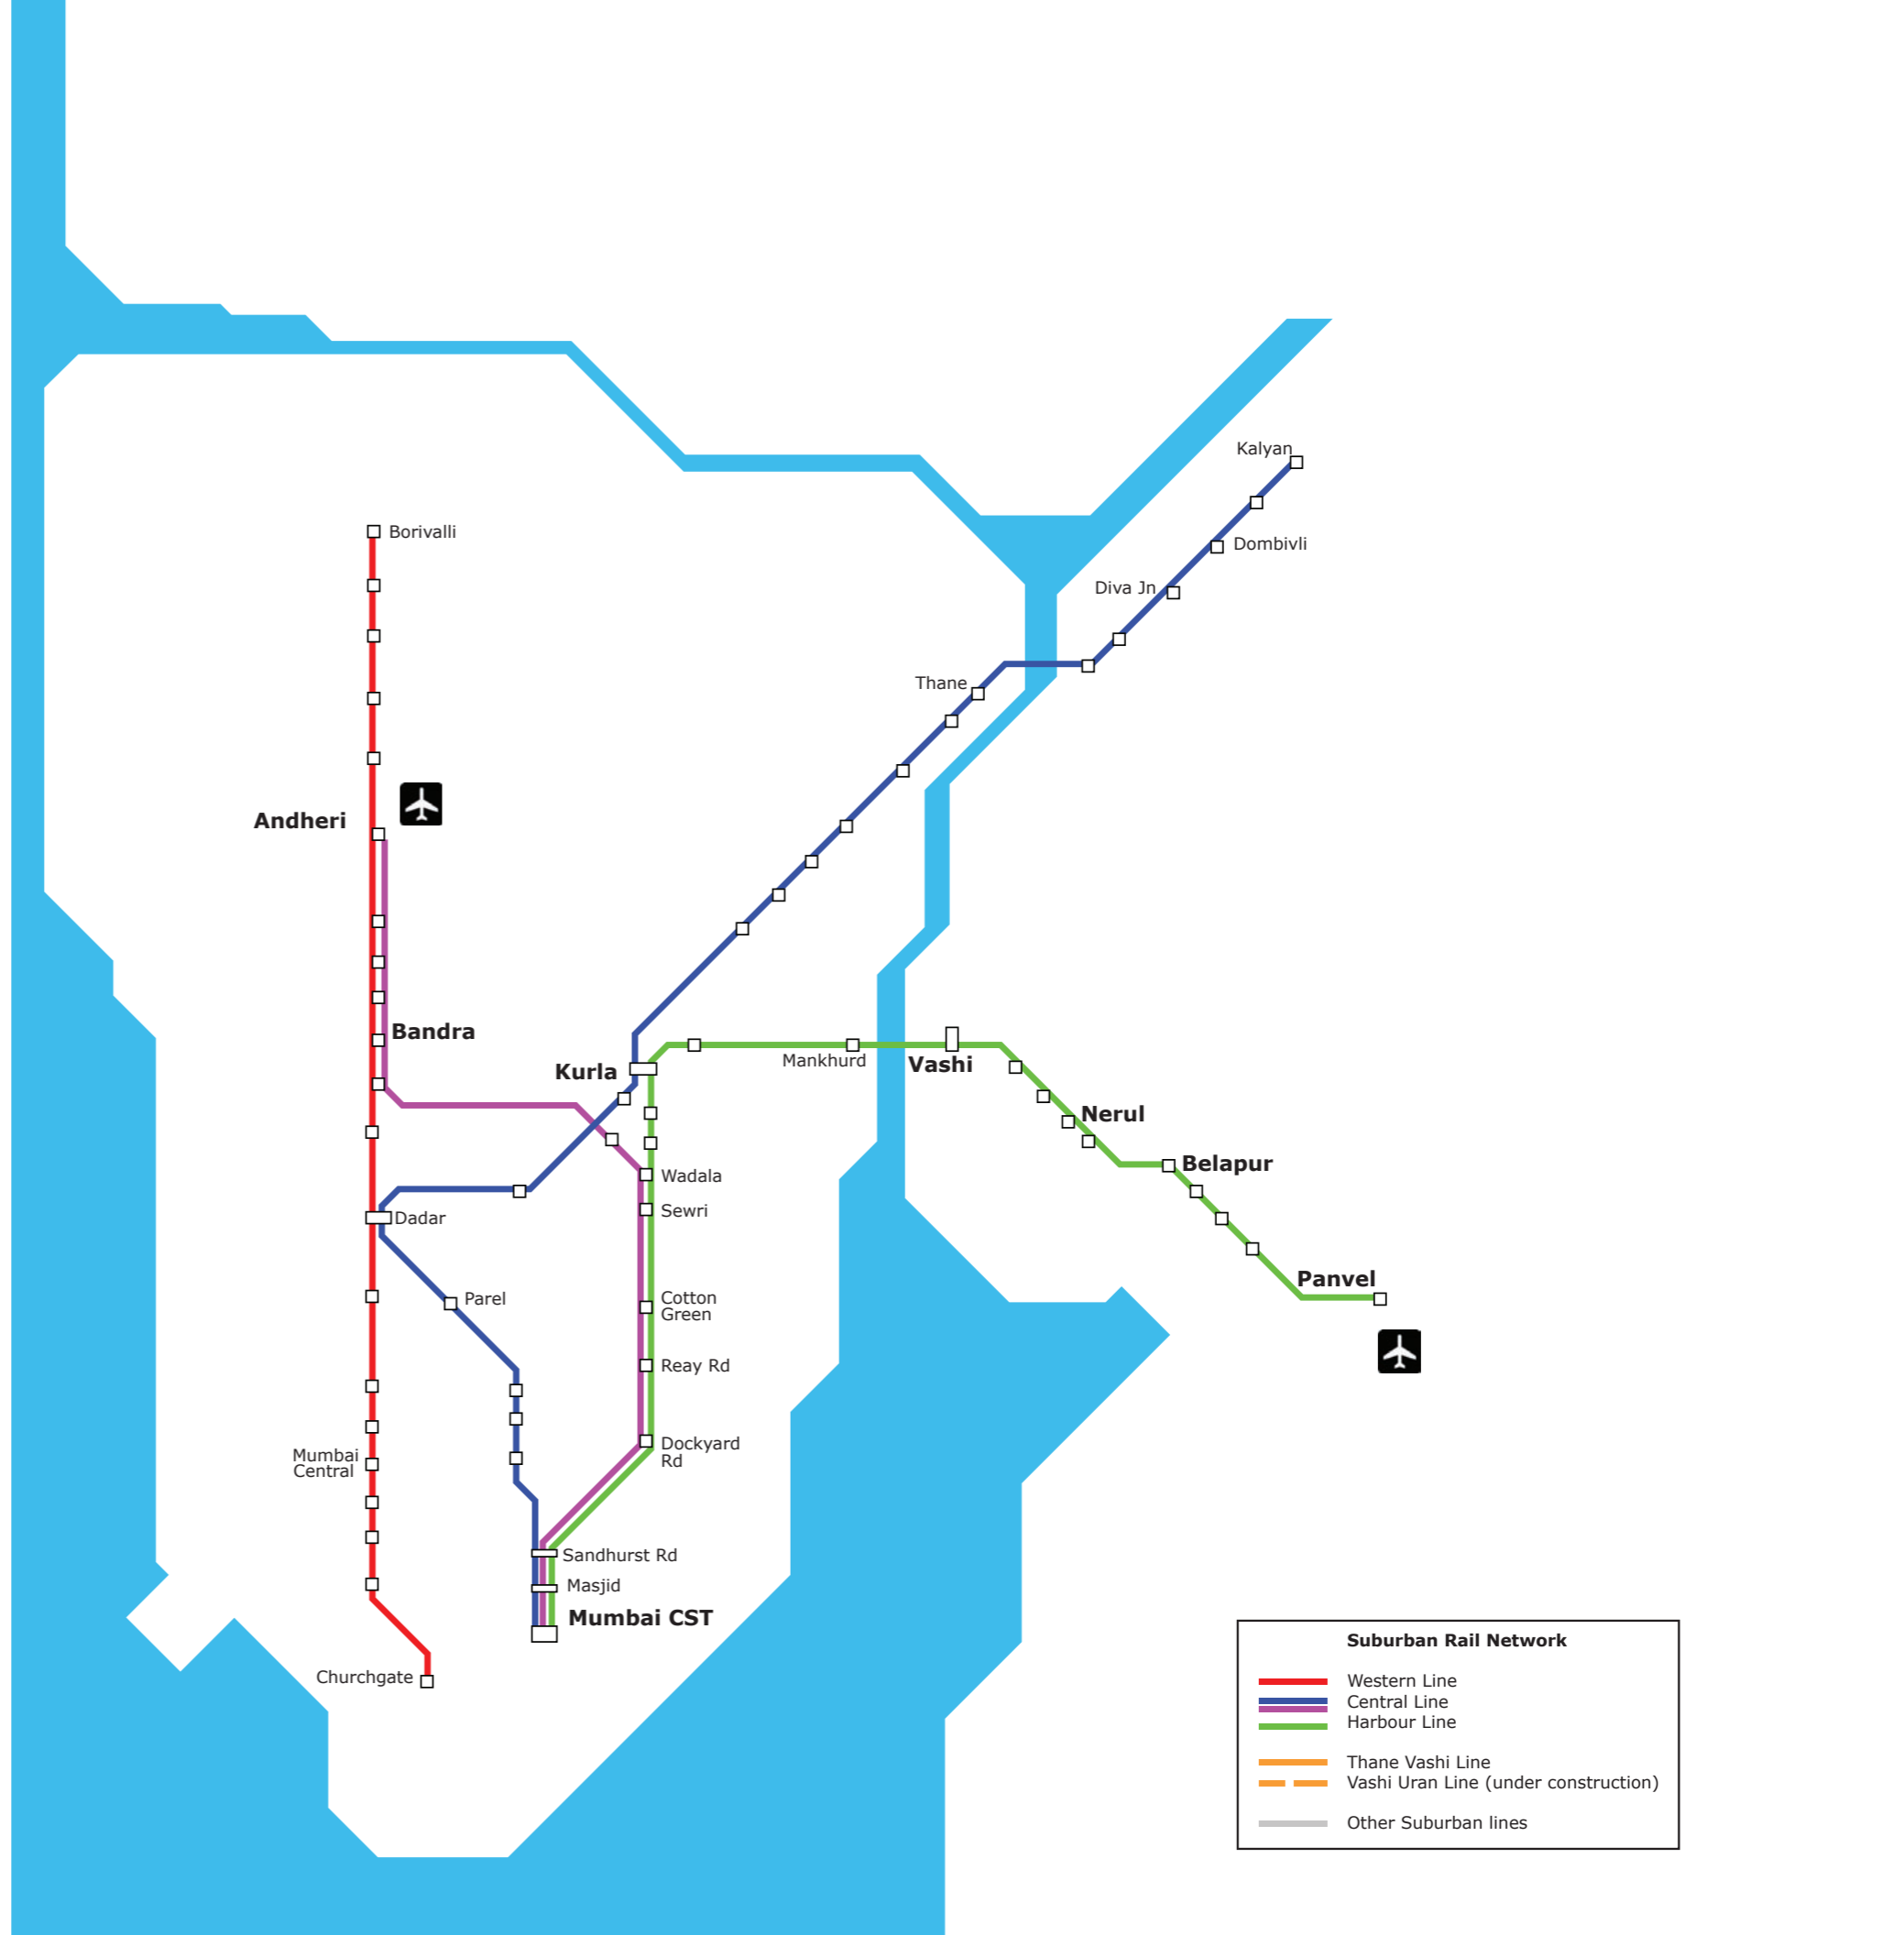 Kalyan
Borivalli
Dombivli
Diva Jn
Thane
Andheri
Bandra
Kurla
Mankhurd
Vashi
Nerul
Belapur
Wadala
Sewri
Dadar
Panvel
Parel
Cotton
Green
Reay Rd
Mumbai
Central
Dockyard
Rd
Sandhurst Rd
Masjid
Mumbai CST
Churchgate
Suburban Rail Network
Western Line
Central Line
Harbour Line
Thane Vashi Line
Vashi Uran Line (under construction)
Other Suburban lines